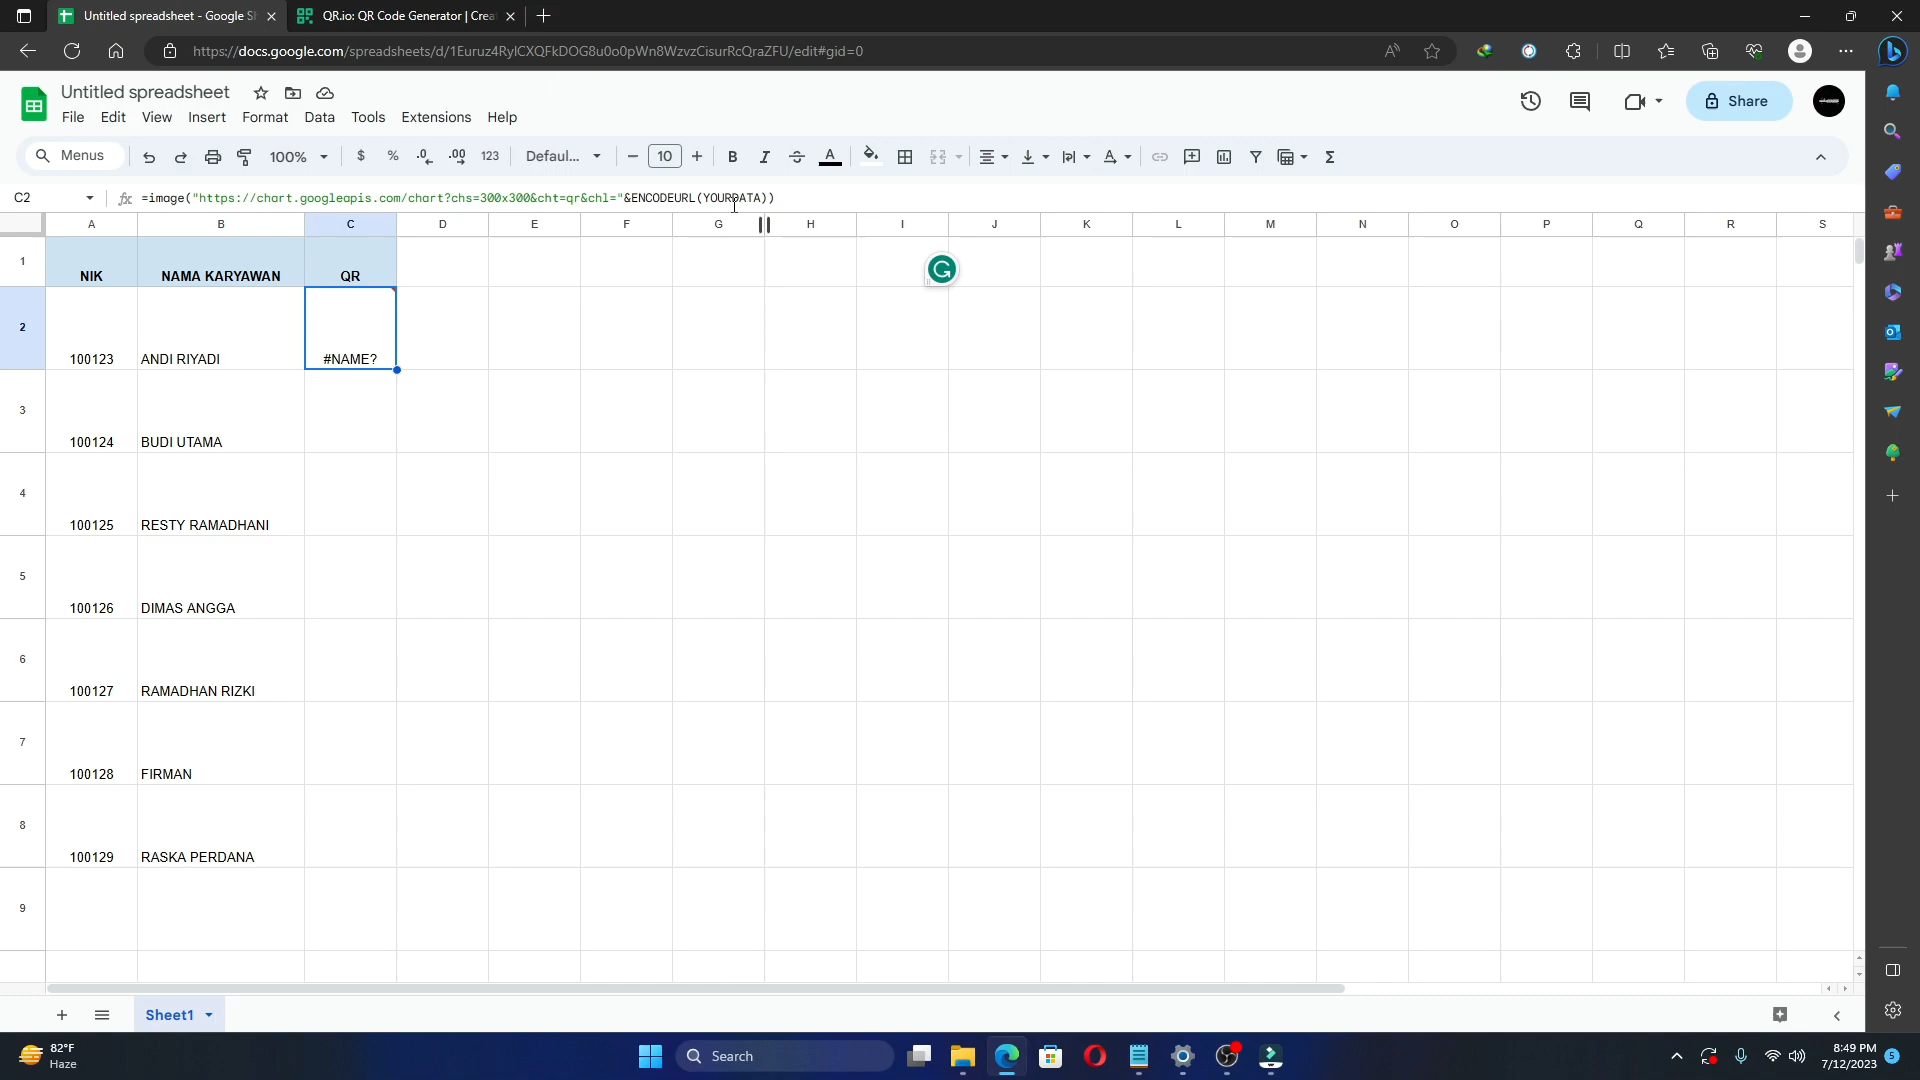 Untitled spreadsheet - Google S
QR.io: QR Code Generator | Crea
https://docs.google.com/spreadsheets/d/1Euruz4RylCXQFkDOG8u0o0pWn8WzvzCisurRcQraZFU/edit#gid=0
Untitled spreadsheet
File Edit View Insert Format Data Tools Extensions Help
Share
Menus 100% $ % .0 .00 123 Defaul... 10 B I A Σ
C2 fx =image("https://chart.googleapis.com/chart?chs=300x300&cht=qr&chl="&ENCODEURL(YOURDATA))
A B C D E F G H I J K L M N O P Q R S
1 NIK NAMA KARYAWAN QR
2 100123 ANDI RIYADI #NAME?
3 100124 BUDI UTAMA
4 100125 RESTY RAMADHANI
5 100126 DIMAS ANGGA
6 100127 RAMADHAN RIZKI
7 100128 FIRMAN
8 100129 RASKA PERDANA
9
Sheet1
82°F
Haze
Search
8:49 PM
7/12/2023
5